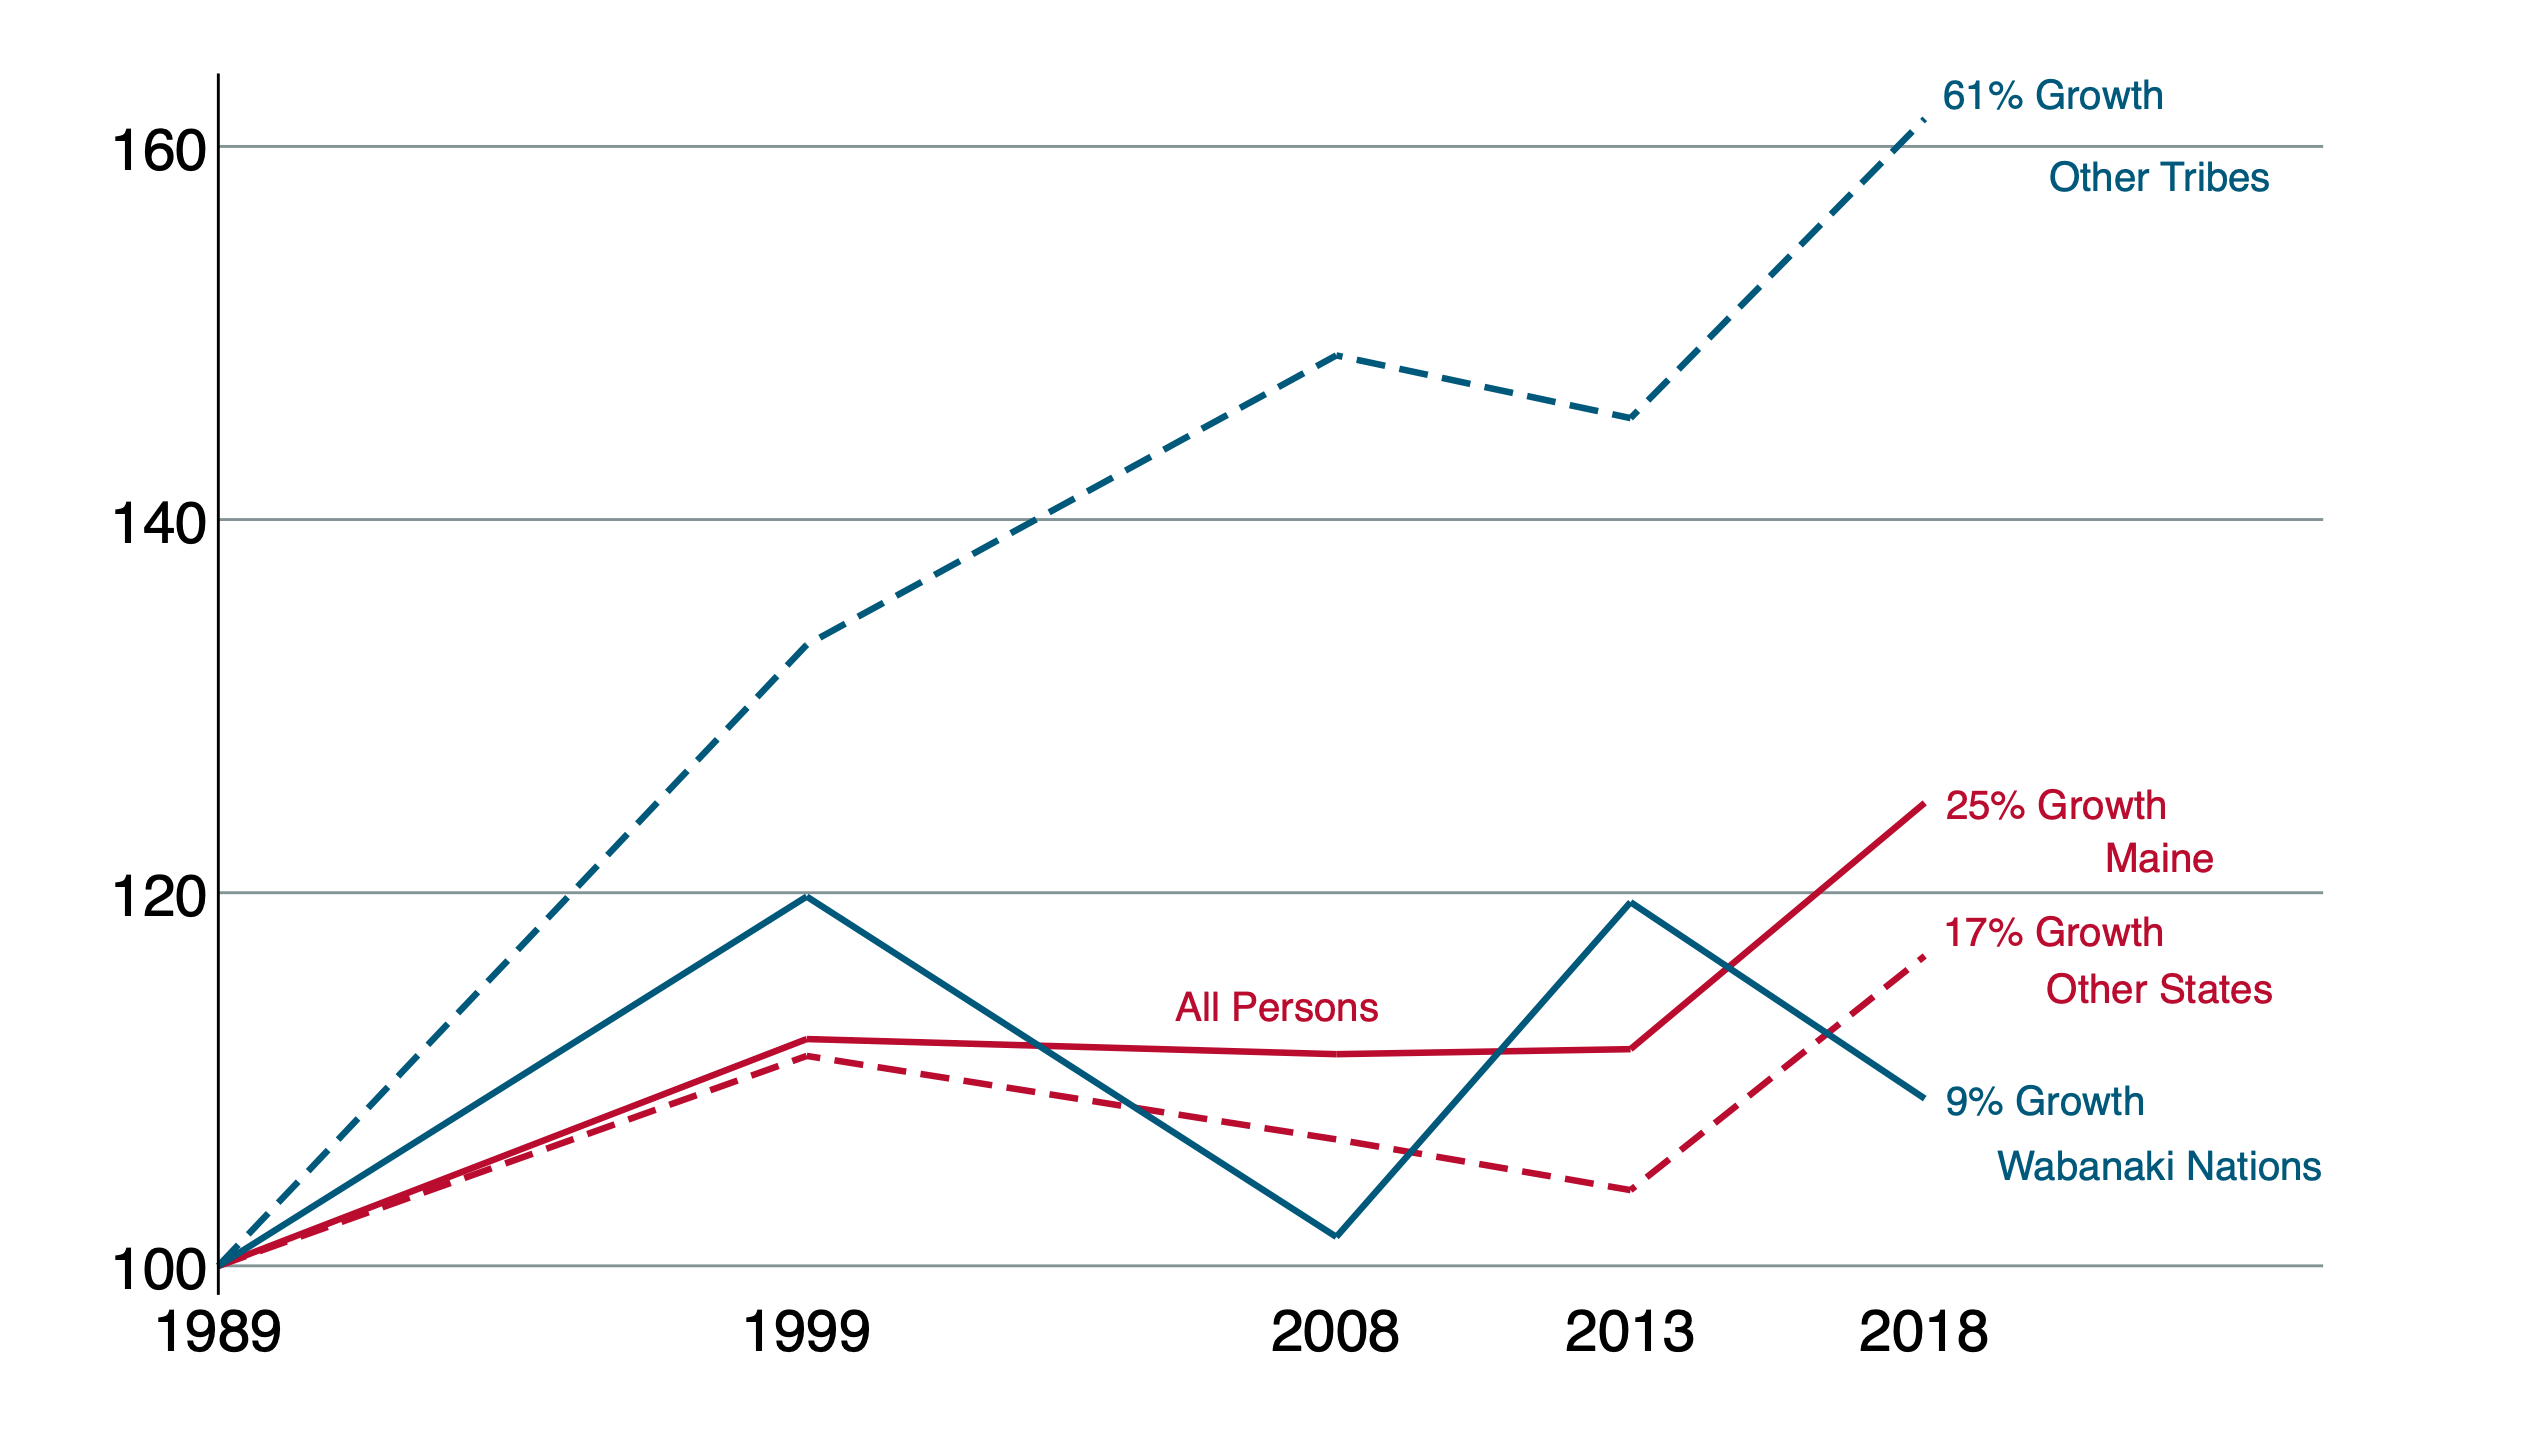 61% Growth
160
Other Tribes
140
25% Growth
Maine
120
17% Growth
Other States
All Persons
9% Growth
Wabanaki Nations
100
1989 1999 2008 2013 2018